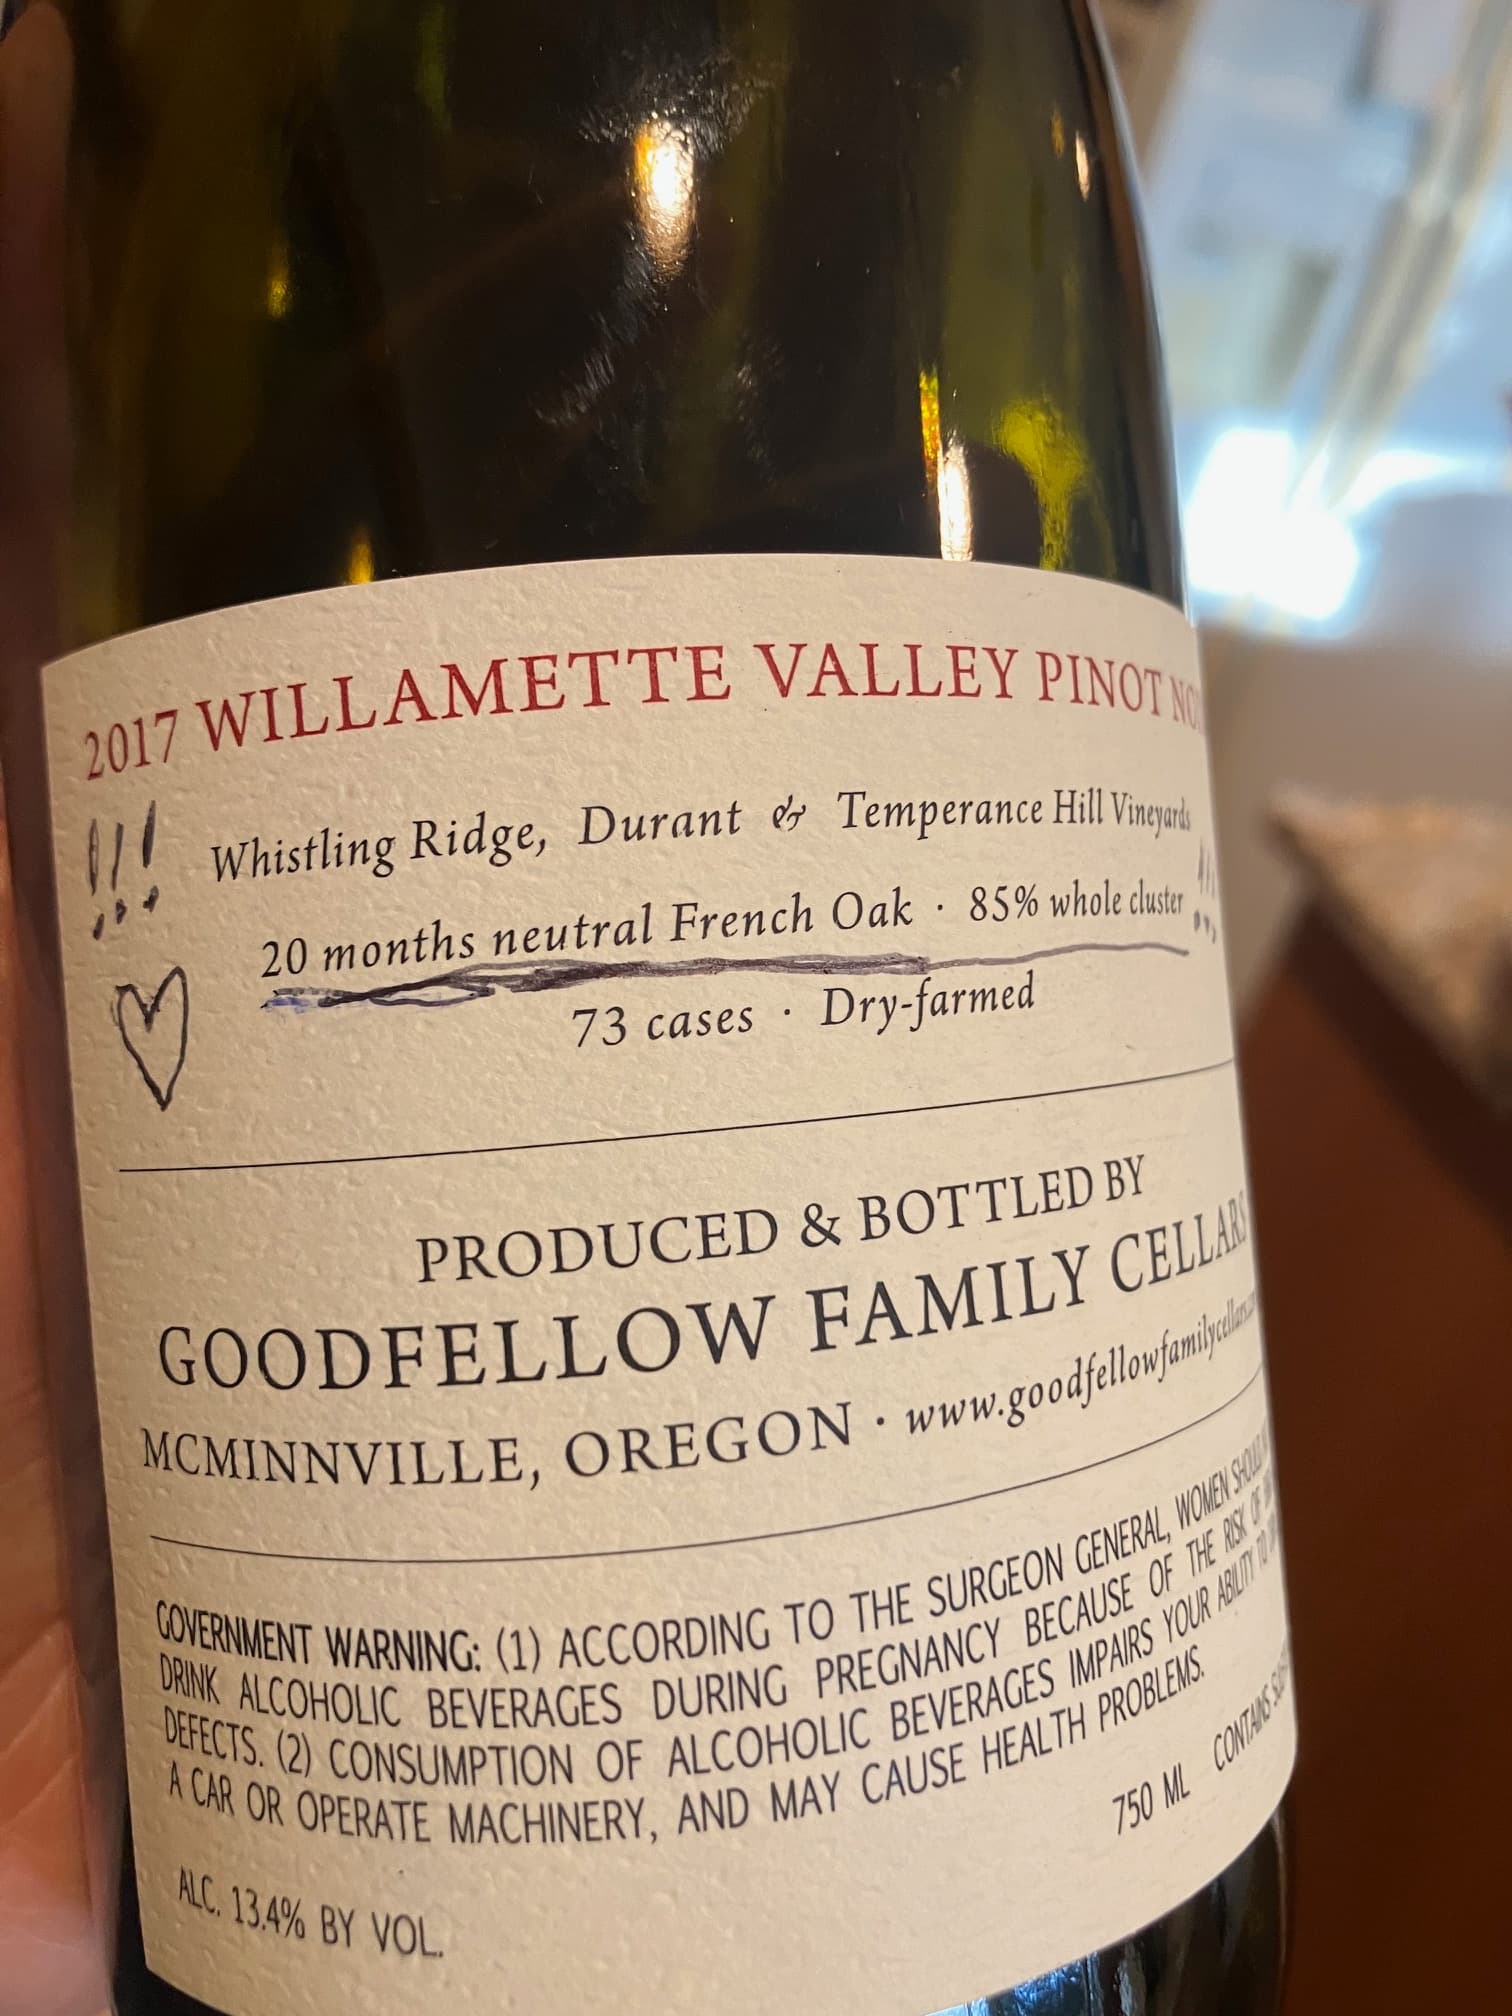 2017 WILLAMETTE VALLEY PINOT
!!! Whistling Ridge, Durant & Temperance Hill Vineyards
20 months neutral French Oak · 85% whole cluster !!!
73 cases · Dry-farmed
PRODUCED & BOTTLED BY
GOODFELLOW FAMILY CELLARS
MCMINNVILLE, OREGON · www.goodfellowfamilycellars
GOVERNMENT WARNING: (1) ACCORDING TO THE SURGEON GENERAL, WOMEN SHOULD
DRINK ALCOHOLIC BEVERAGES DURING PREGNANCY BECAUSE OF THE RISK OF
DEFECTS. (2) CONSUMPTION OF ALCOHOLIC BEVERAGES IMPAIRS YOUR ABILITY TO
A CAR OR OPERATE MACHINERY, AND MAY CAUSE HEALTH PROBLEMS.
750 ML CONTAINS
ALC. 13.4% BY VOL.